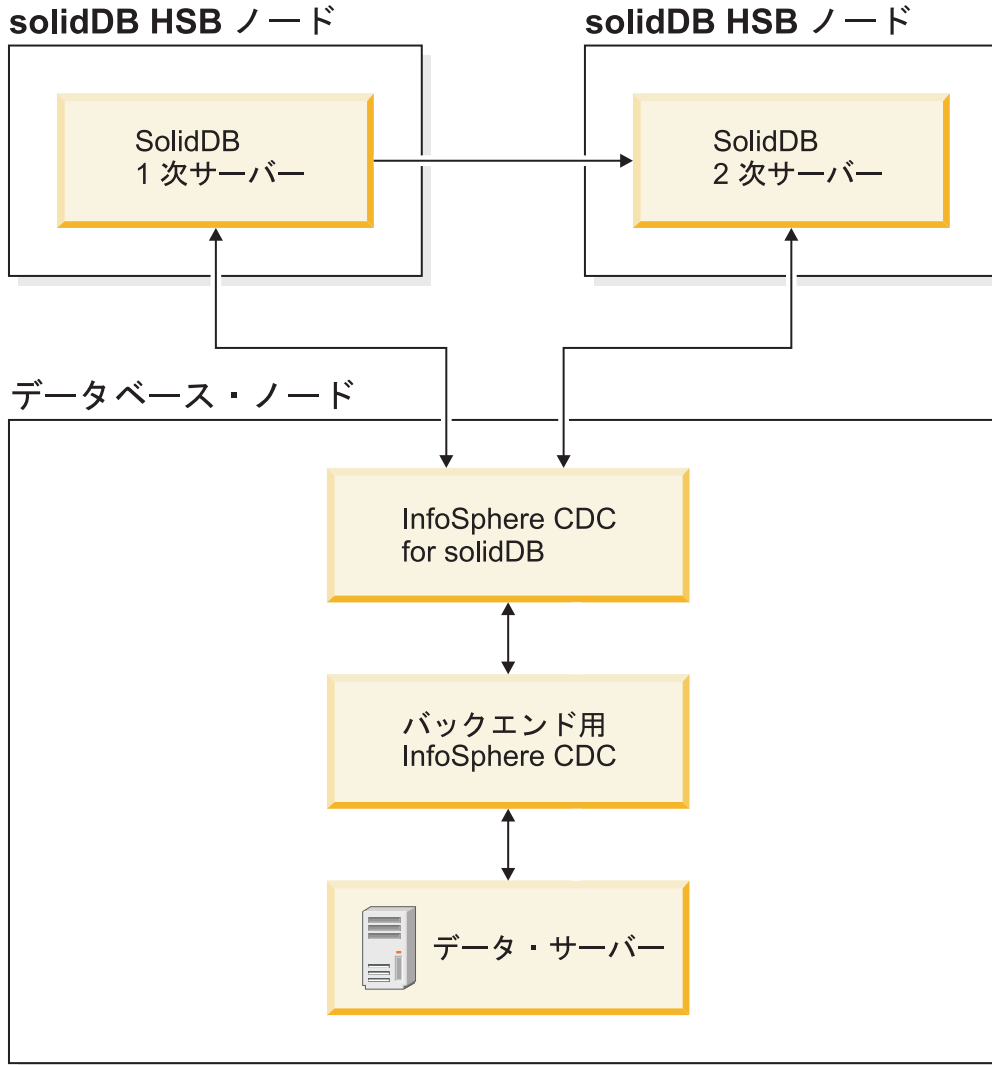 solidDB HSB ノード
solidDB HSB ノード
SolidDB
1 次サーバー
SolidDB
2 次サーバー
データベース・ノード
InfoSphere CDC
for solidDB
バックエンド用
InfoSphere CDC
データ・サーバー